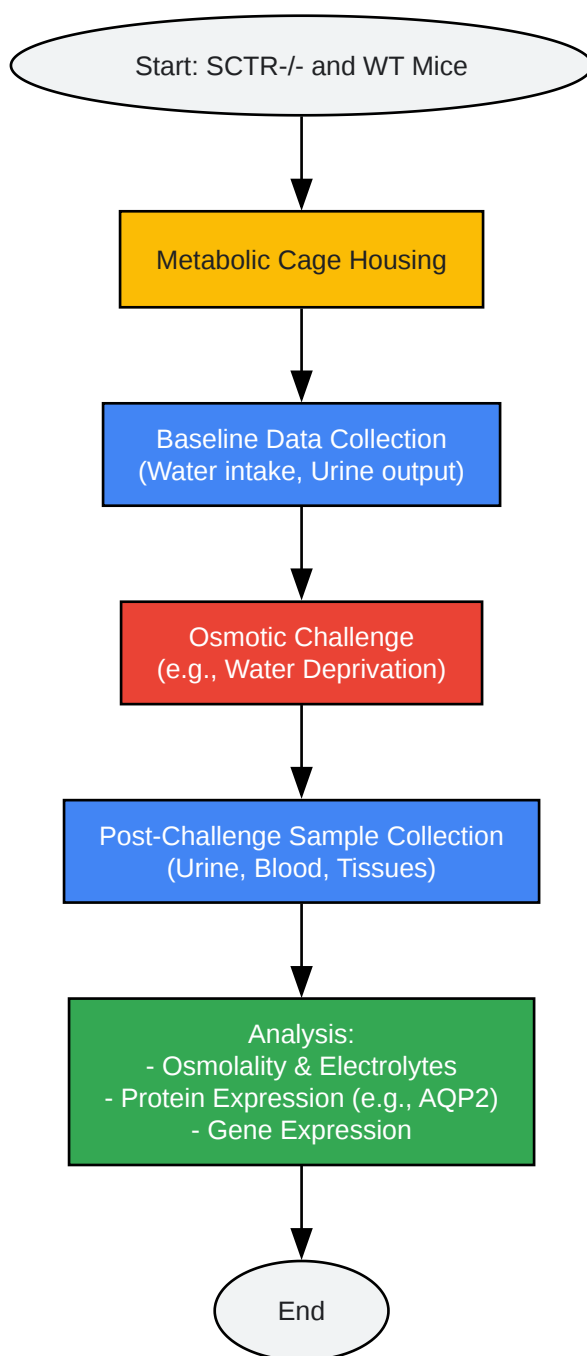 Start: SCTR-/- and WT Mice
Metabolic Cage Housing
Baseline Data Collection
(Water intake, Urine output)
Osmotic Challenge
(e.g., Water Deprivation)
Post-Challenge Sample Collection
(Urine, Blood, Tissues)
Analysis:
- Osmolality & Electrolytes
- Protein Expression (e.g., AQP2)
- Gene Expression
End